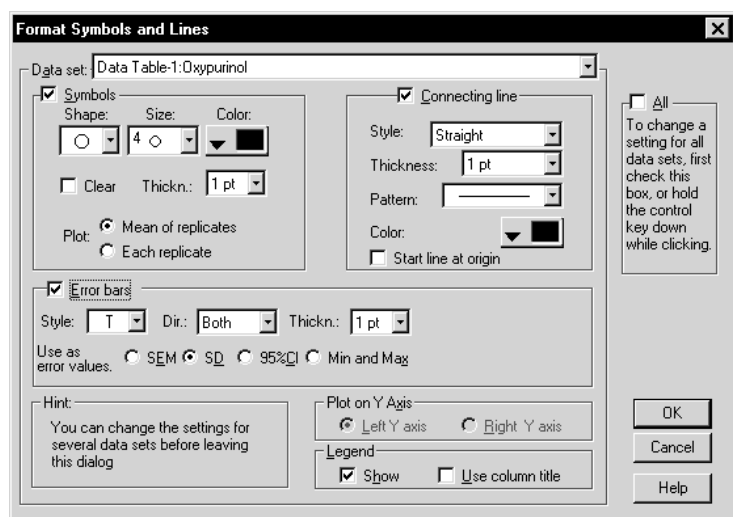 Format Symbols and Lines
Data set: Data Table-1:Oxypurinol
Symbols
Shape: Size: Color:
4
Clear Thickn.: 1 pt
Plot: Mean of replicates
Each replicate
Connecting line
Style: Straight
Thickness: 1 pt
Pattern:
Color:
Start line at origin
All
To change a
setting for all
data sets, first
check this
box, or hold
the control
key down
while clicking.
Error bars
Style: T Dir.: Both Thickn.: 1 pt
Use as
error values. SEM SD 95%CI Min and Max
Hint:
You can change the settings for
several data sets before leaving
this dialog
Plot on Y Axis
Left Y axis Right Y axis
Legend
Show Use column title
OK
Cancel
Help